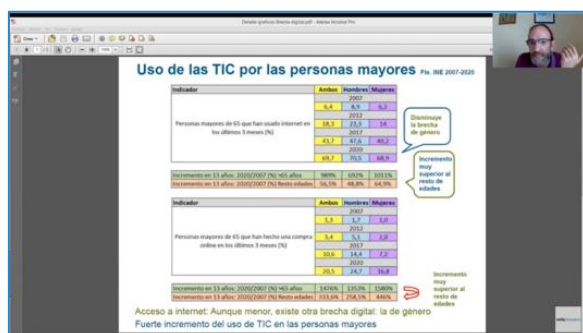 Detalle graficos brecha digital.pdf - Adobe Acrobat Pro
Uso de las TIC por las personas mayores Fte. INE 2007-2020
Indicador Ambos Hombres Mujeres
2007
6,4 8,9 6,2
2012
18,3 23,3 14
Personas mayores de 65 que han usado internet en
los últimos 3 meses (%)
2017
43,7 47,6 40,2
2020
69,7 70,5 68,9
Disminuye
la brecha
de género
Incremento en 13 años: 2020/2007 (%) >65 años 989% 692% 1011%
Incremento en 13 años: 2020/2007 (%) Resto edades 56,5% 48,8% 64,9%
Incremento
muy
superior al
resto de
edades
Indicador Ambos Hombres Mujeres
2007
1,3 1,7 1,0
2012
3,4 5,1 2,0
Personas mayores de 65 que han hecho una compra
online en los últimos 3 meses (%)
2017
10,6 14,4 7,2
2020
20,5 24,7 16,8
Incremento en 13 años: 2020/2007 (%) >65 años 1476% 1353% 1580%
Incremento en 13 años: 2020/2007 (%) Resto edades 333,6% 258,5% 446%
Incremento
muy
superior al
resto de
edades
Acceso a internet: Aunque menor, existe otra brecha digital: la de género
Fuerte incremento del uso de TIC en las personas mayores